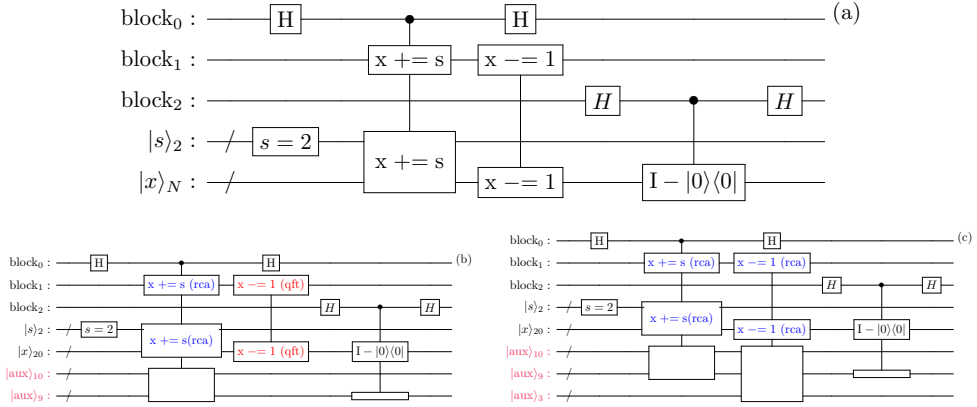 (a)
block₀ : H H
block₁ : x += s x −= 1
block₂ : H H
|s⟩₂ : s = 2
x += s
|x⟩N : x −= 1 I − |0⟩⟨0|
(b)
block₀ : H H
block₁ : x += s (rca) x −= 1 (qft)
block₂ : H H
|s⟩₂ : s = 2
x += s(rca)
|x⟩₂₀ : x −= 1 (qft) I − |0⟩⟨0|
|aux⟩₁₀ :
|aux⟩₉ :
(c)
block₀ : H H
block₁ : x += s (rca) x −= 1 (rca)
block₂ : H H
|s⟩₂ : s = 2
x += s(rca)
|x⟩₂₀ : x −= 1 (rca) I − |0⟩⟨0|
|aux⟩₁₀ :
|aux⟩₉ :
|aux⟩₃ :